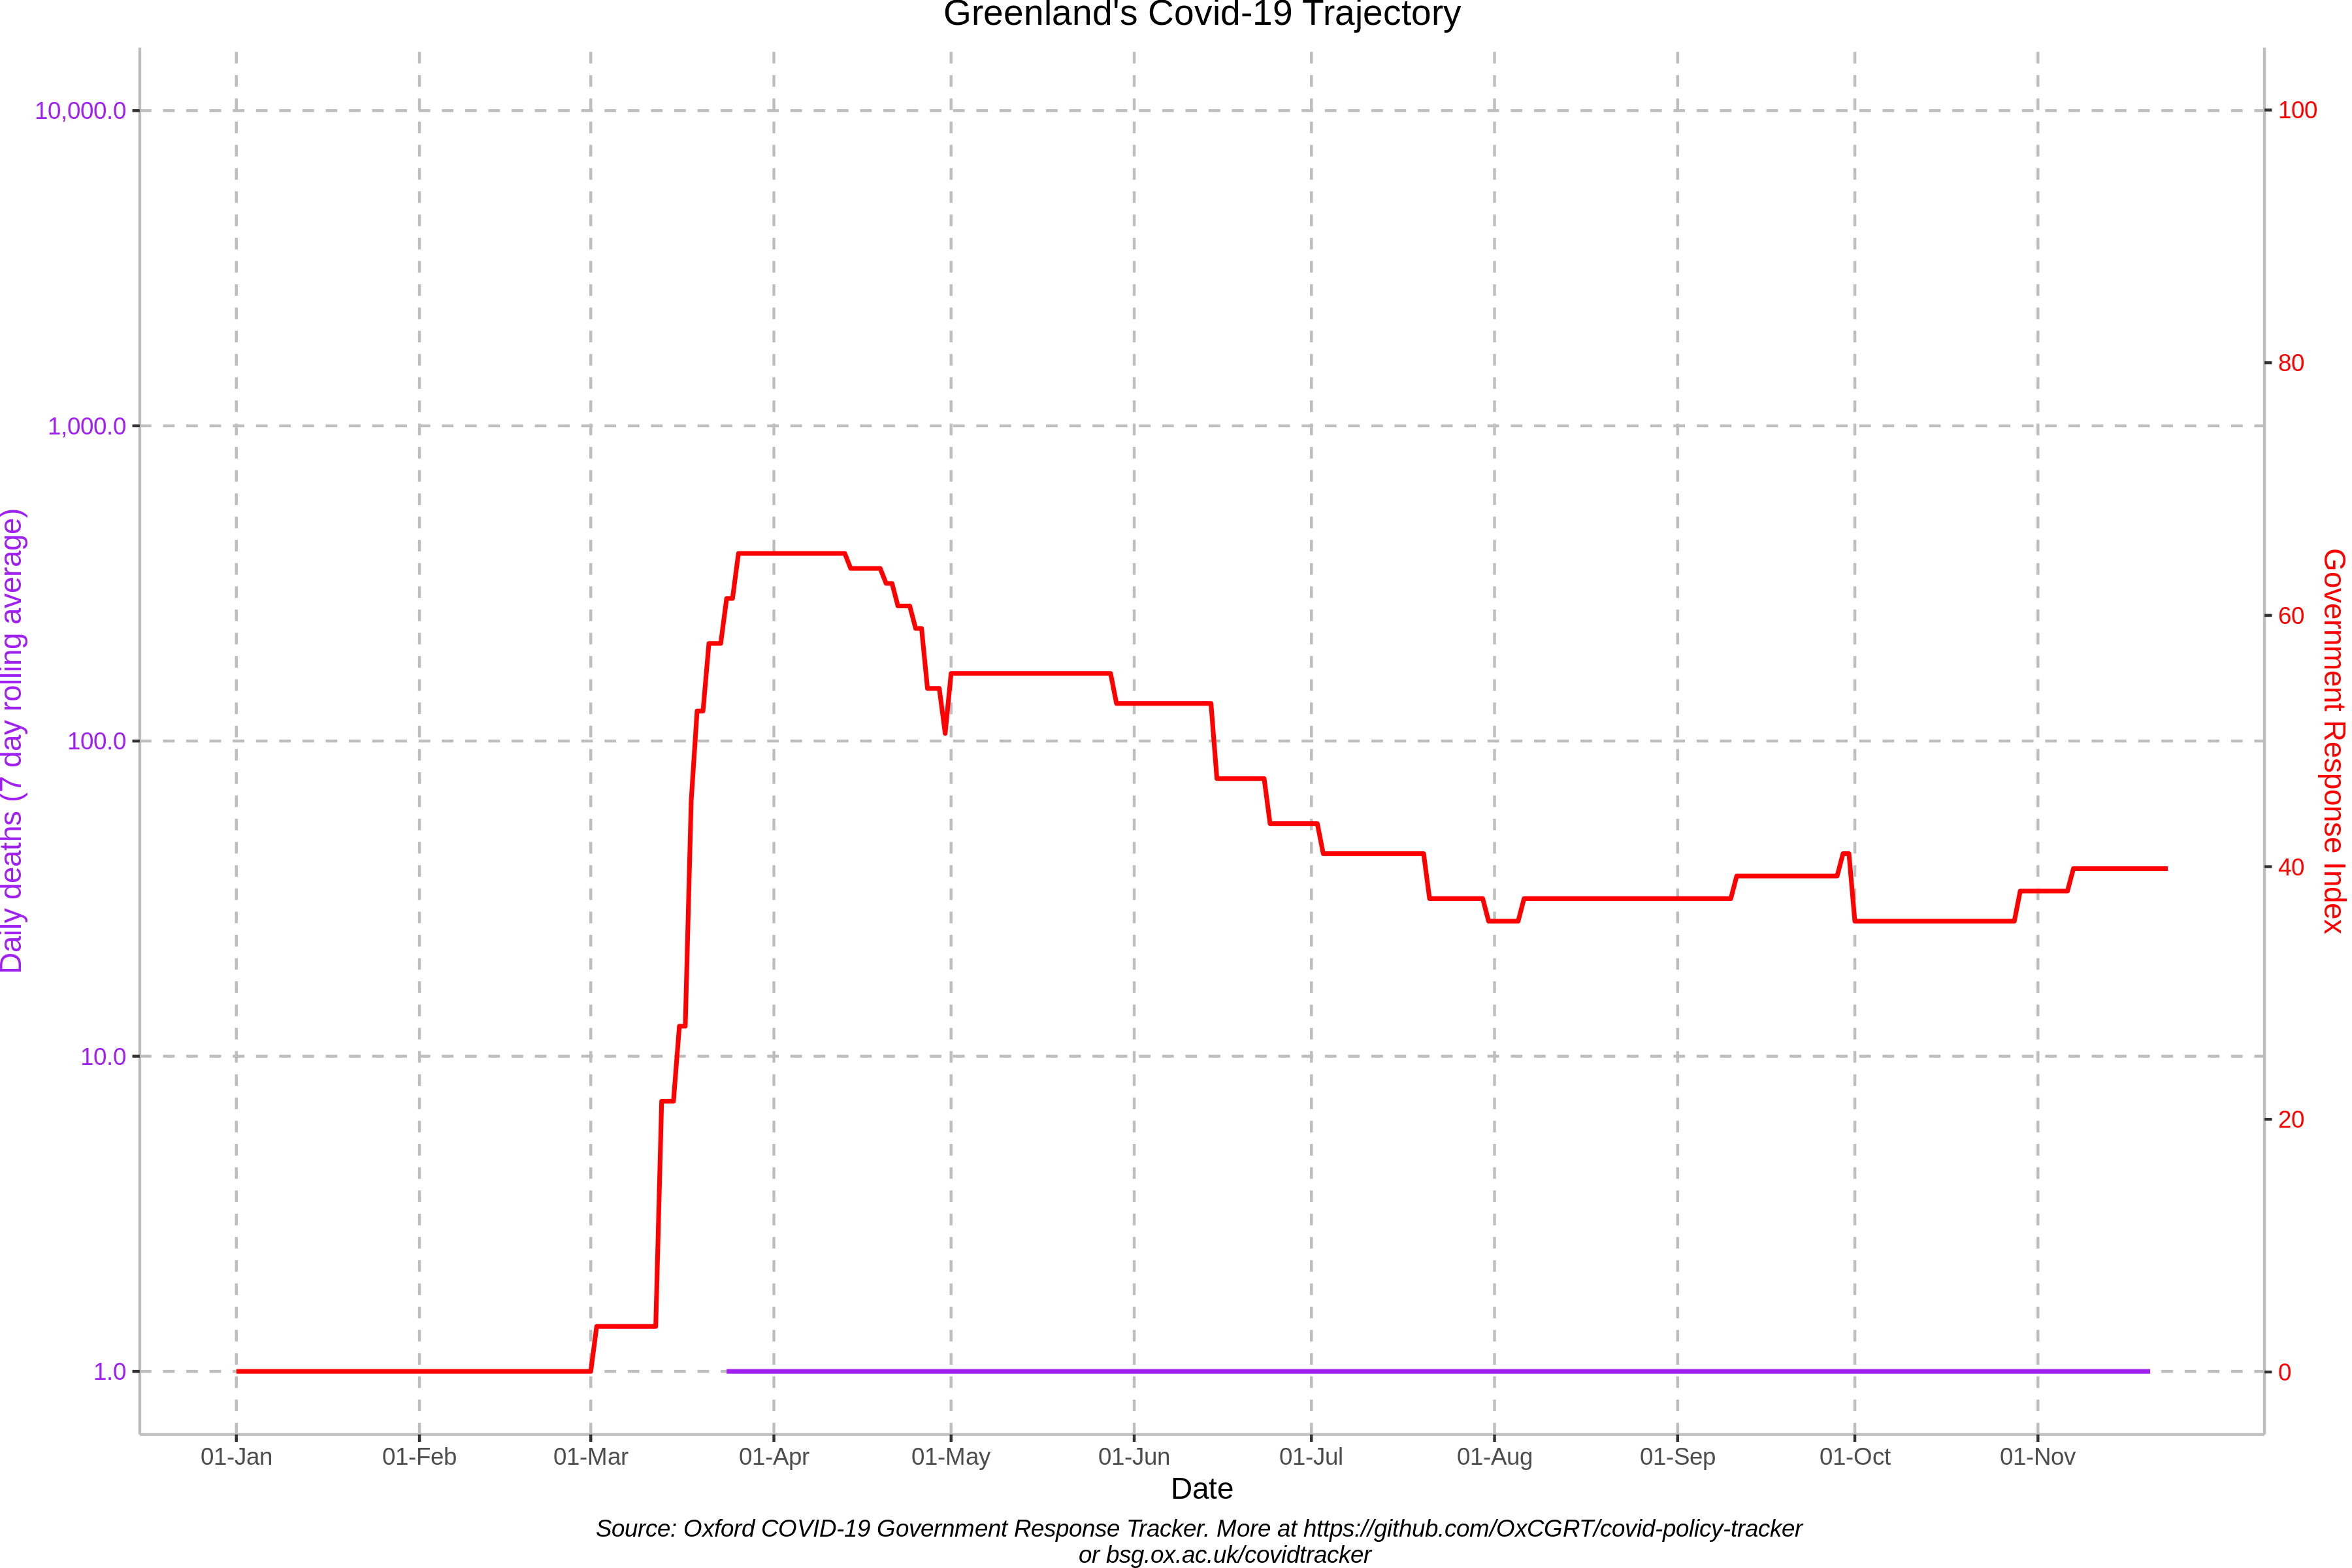 Greenland's Covid-19 Trajectory
10,000.0
1,000.0
100.0
10.0
1.0
Daily deaths (7 day rolling average)
100
80
60
40
20
0
Government Response Index
01-Jan 01-Feb 01-Mar 01-Apr 01-May 01-Jun 01-Jul 01-Aug 01-Sep 01-Oct 01-Nov
Date
Source: Oxford COVID-19 Government Response Tracker. More at https://github.com/OxCGRT/covid-policy-tracker
or bsg.ox.ac.uk/covidtracker